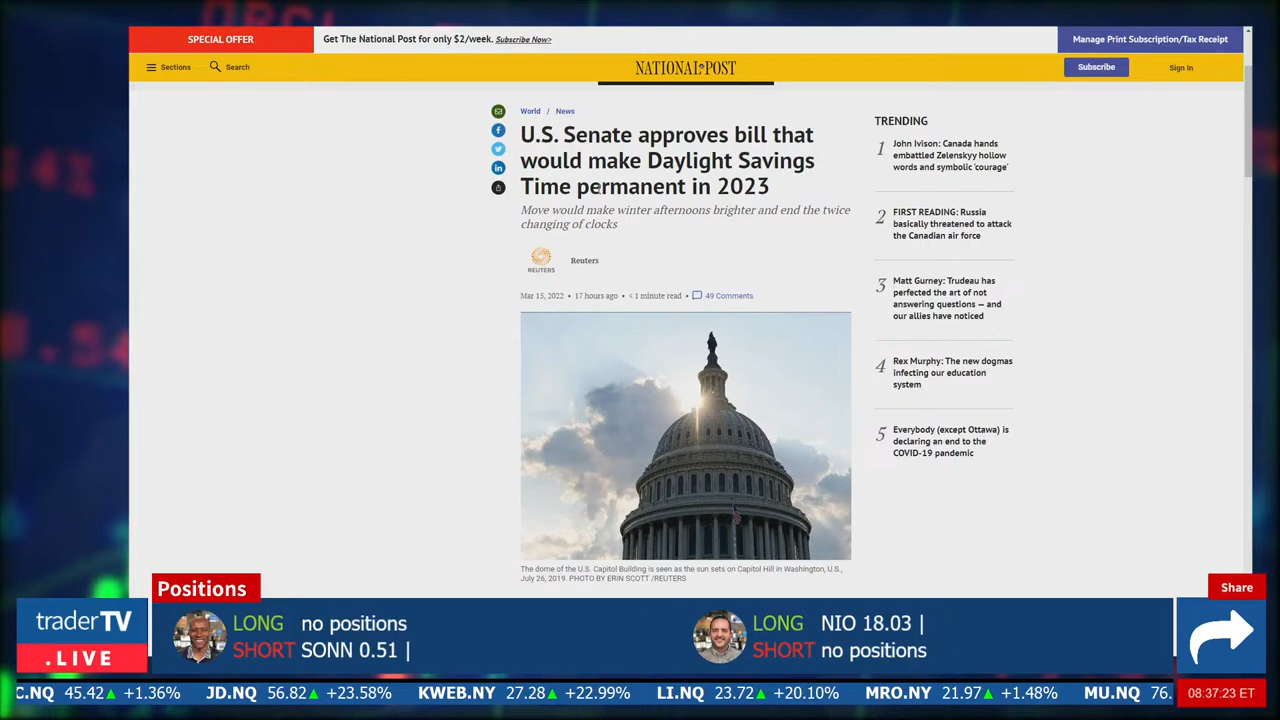 SPECIAL OFFER
Get The National Post for only $2/week. Subscribe Now>
Manage Print Subscription/Tax Receipt
Sections
Search
NATIONAL POST
Subscribe
Sign In
World / News
U.S. Senate approves bill that
would make Daylight Savings
Time permanent in 2023
Move would make winter afternoons brighter and end the twice
changing of clocks
REUTERS
Reuters
Mar 15, 2022 • 17 hours ago • < 1 minute read • 49 Comments
The dome of the U.S. Capitol Building is seen as the sun sets on Capitol Hill in Washington, U.S.,
July 26, 2019. PHOTO BY ERIN SCOTT /REUTERS
TRENDING
1 John Ivison: Canada hands
embattled Zelenskyy hollow
words and symbolic 'courage'
2 FIRST READING: Russia
basically threatened to attack
the Canadian air force
3 Matt Gurney: Trudeau has
perfected the art of not
answering questions — and
our allies have noticed
4 Rex Murphy: The new dogmas
infecting our education
system
5 Everybody (except Ottawa) is
declaring an end to the
COVID-19 pandemic
Positions
Share
traderTV
.LIVE
LONG no positions
SHORT SONN 0.51 |
LONG NIO 18.03 |
SHORT no positions
C.NQ 45.42 ▲ +1.36% JD.NQ 56.82 ▲ +23.58% KWEB.NY 27.28 ▲ +22.99% LI.NQ 23.72 ▲ +20.10% MRO.NY 21.97 ▲ +1.48% MU.NQ 76.
08:37:23 ET